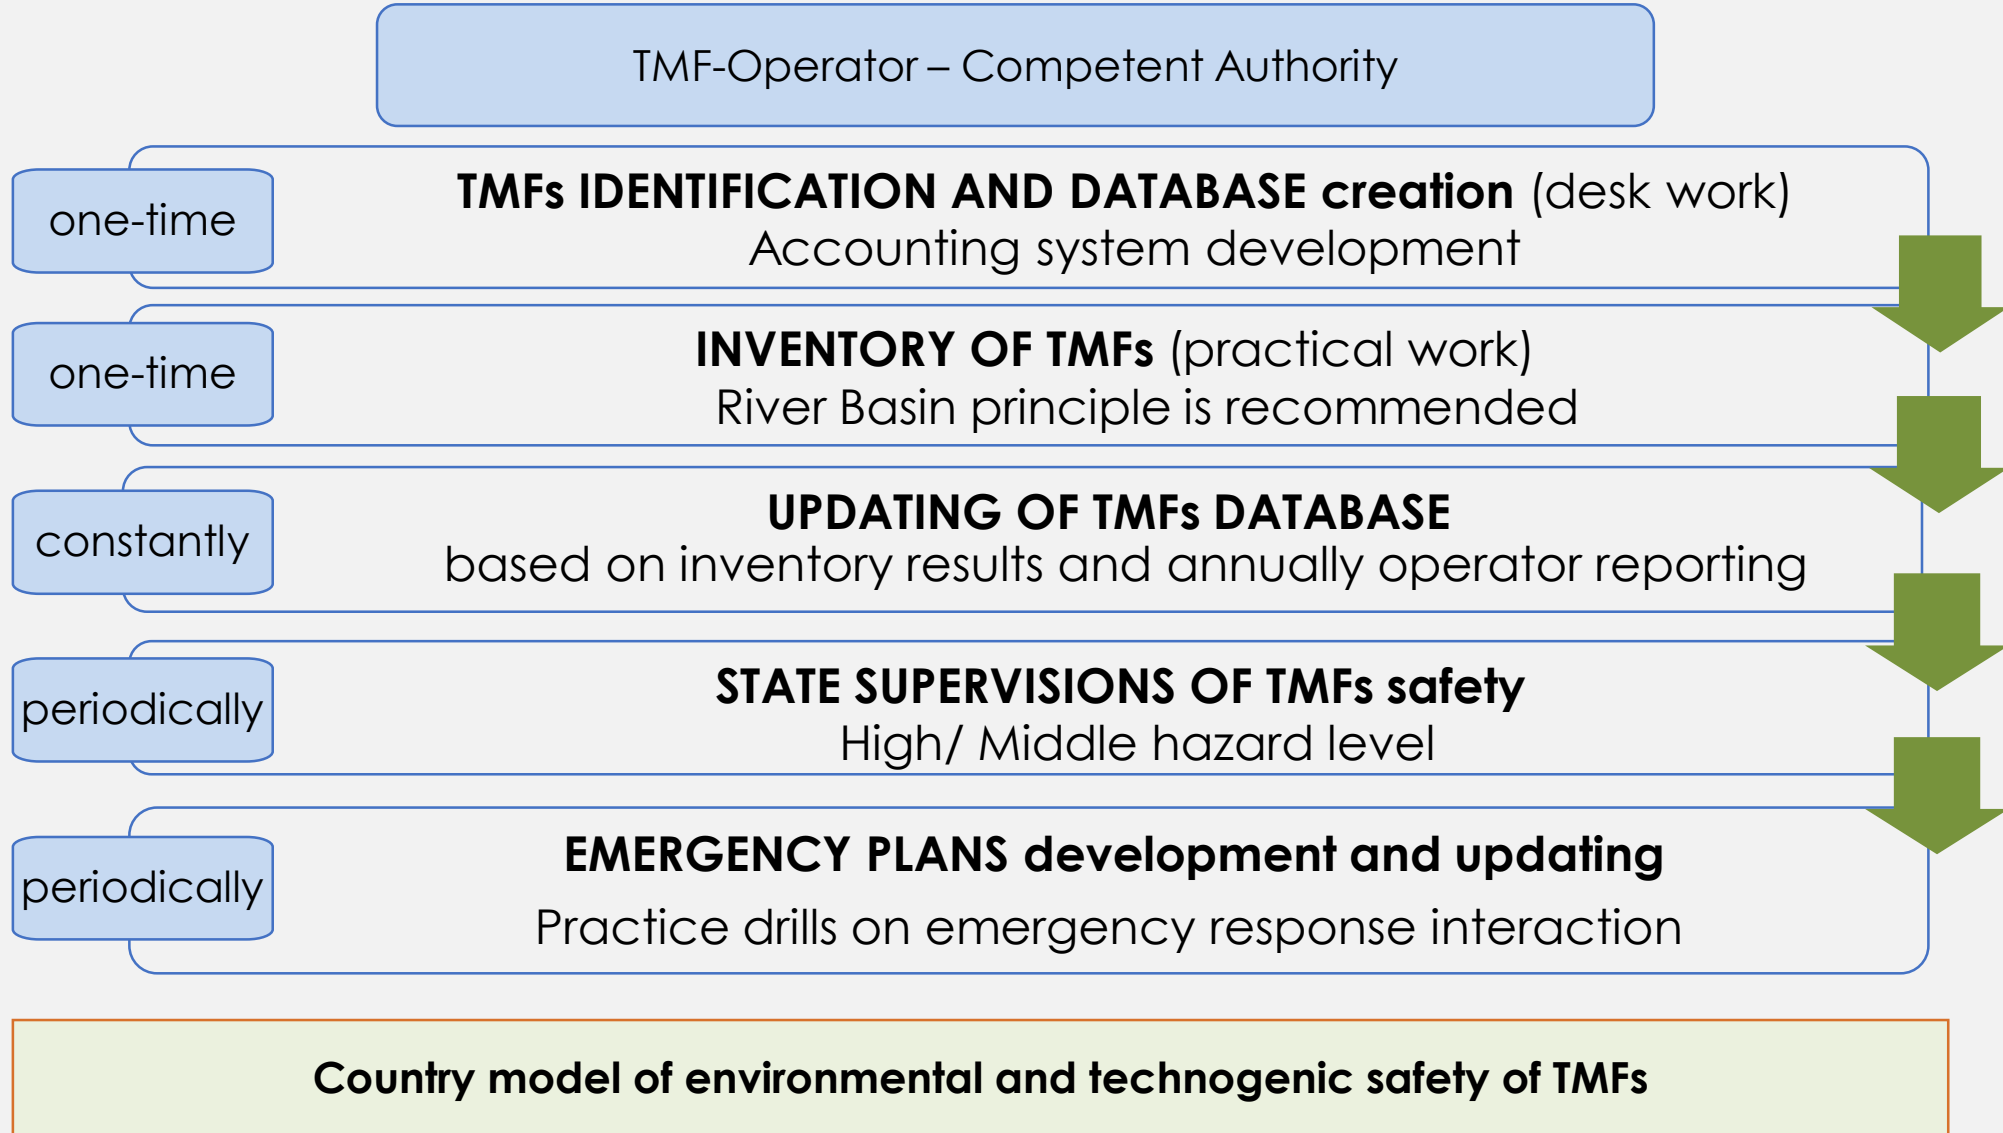 TMF-Operator – Competent Authority
one-time
TMFs IDENTIFICATION AND DATABASE creation (desk work)
Accounting system development
one-time
INVENTORY OF TMFs (practical work)
River Basin principle is recommended
constantly
UPDATING OF TMFs DATABASE
based on inventory results and annually operator reporting
periodically
STATE SUPERVISIONS OF TMFs safety
High/ Middle hazard level
periodically
EMERGENCY PLANS development and updating
Practice drills on emergency response interaction
Country model of environmental and technogenic safety of TMFs